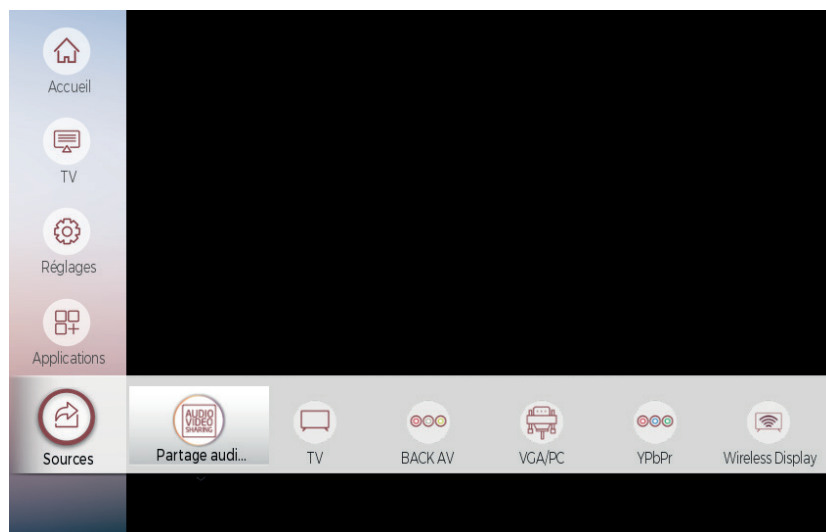 Accueil
TV
Réglages
Applications
Sources
AUDIO
VIDEO
SHARING
Partage audi...
TV
BACK AV
VGA/PC
YPbPr
Wireless Display